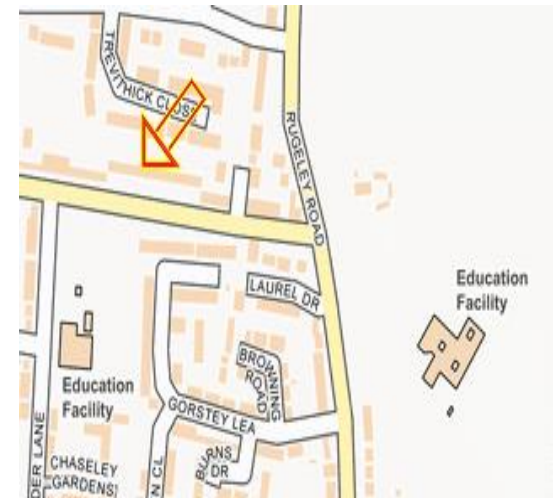 TREVITHICK CLOSE
RUGELEY ROAD
LAUREL DR
Education
Facility
BROWNING
ROAD
Education
Facility
GORSTEY LEA
DER LANE
CHASELEY
GARDENS
N CL
BURNS
DR